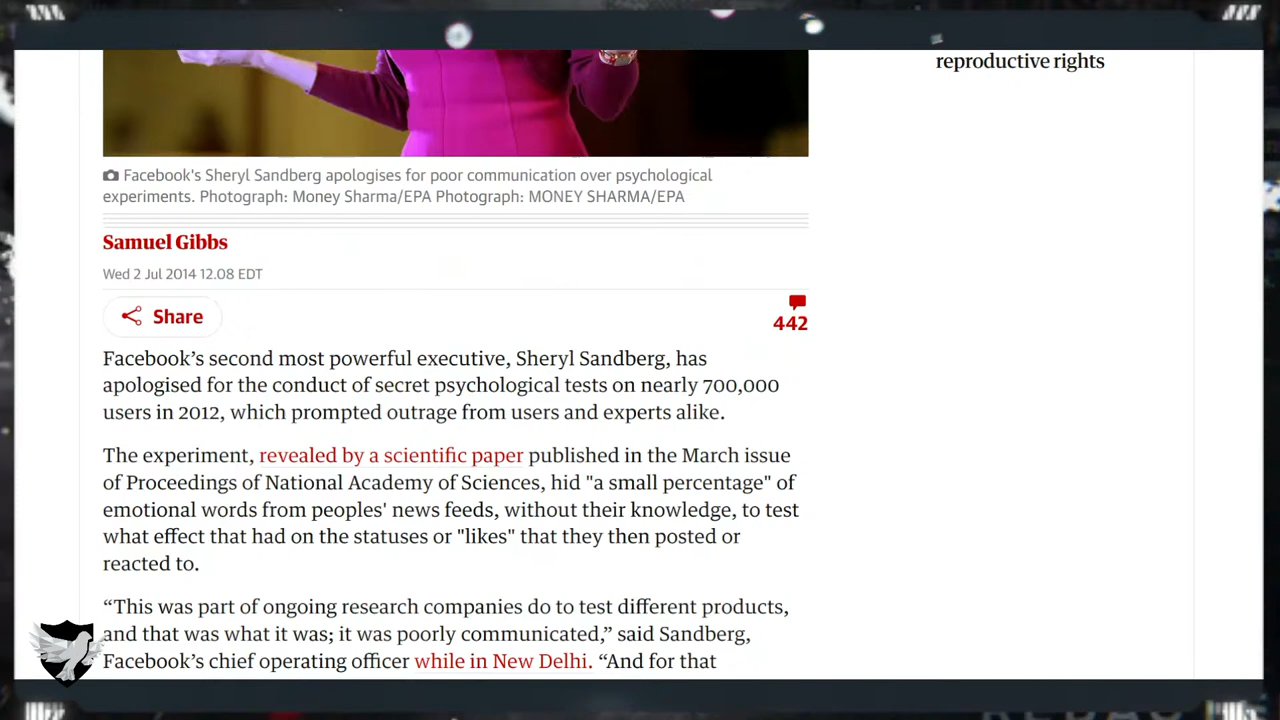 reproductive rights
Facebook's Sheryl Sandberg apologises for poor communication over psychological
experiments. Photograph: Money Sharma/EPA Photograph: MONEY SHARMA/EPA
Samuel Gibbs
Wed 2 Jul 2014 12.08 EDT
Share
442
Facebook’s second most powerful executive, Sheryl Sandberg, has
apologised for the conduct of secret psychological tests on nearly 700,000
users in 2012, which prompted outrage from users and experts alike.
The experiment, revealed by a scientific paper published in the March issue
of Proceedings of National Academy of Sciences, hid "a small percentage" of
emotional words from peoples' news feeds, without their knowledge, to test
what effect that had on the statuses or "likes" that they then posted or
reacted to.
“This was part of ongoing research companies do to test different products,
and that was what it was; it was poorly communicated,” said Sandberg,
Facebook’s chief operating officer while in New Delhi. “And for that